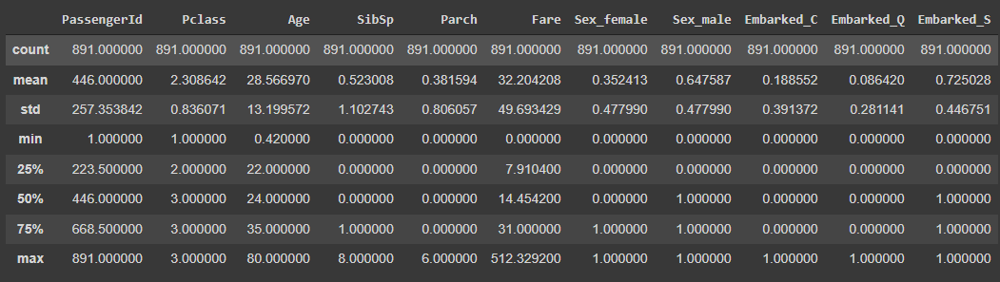 PassengerId Pclass Age SibSp Parch Fare Sex_female Sex_male Embarked_C Embarked_Q Embarked_S
count 891.000000 891.000000 891.000000 891.000000 891.000000 891.000000 891.000000 891.000000 891.000000 891.000000 891.000000
mean 446.000000 2.308642 28.566970 0.523008 0.381594 32.204208 0.352413 0.647587 0.188552 0.086420 0.725028
std 257.353842 0.836071 13.199572 1.102743 0.806057 49.693429 0.477990 0.477990 0.391372 0.281141 0.446751
min 1.000000 1.000000 0.420000 0.000000 0.000000 0.000000 0.000000 0.000000 0.000000 0.000000 0.000000
25% 223.500000 2.000000 22.000000 0.000000 0.000000 7.910400 0.000000 0.000000 0.000000 0.000000 0.000000
50% 446.000000 3.000000 24.000000 0.000000 0.000000 14.454200 0.000000 1.000000 0.000000 0.000000 1.000000
75% 668.500000 3.000000 35.000000 1.000000 0.000000 31.000000 1.000000 1.000000 0.000000 0.000000 1.000000
max 891.000000 3.000000 80.000000 8.000000 6.000000 512.329200 1.000000 1.000000 1.000000 1.000000 1.000000